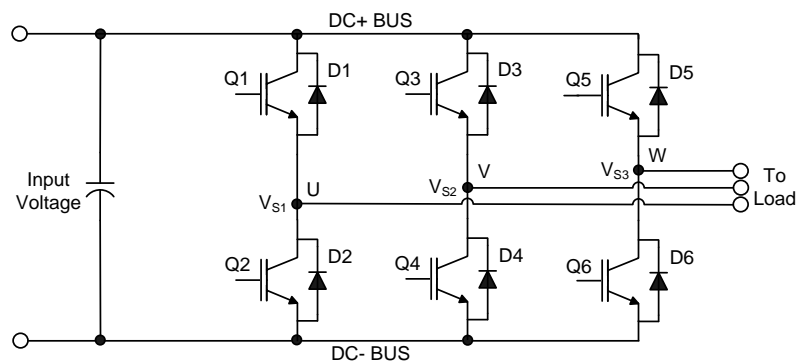 DC+ BUS
Q1
D1
Q3
D3
Q5
D5
Input
Voltage
VS1
U
VS2
V
VS3
W
To
Load
Q2
D2
Q4
D4
Q6
D6
DC- BUS